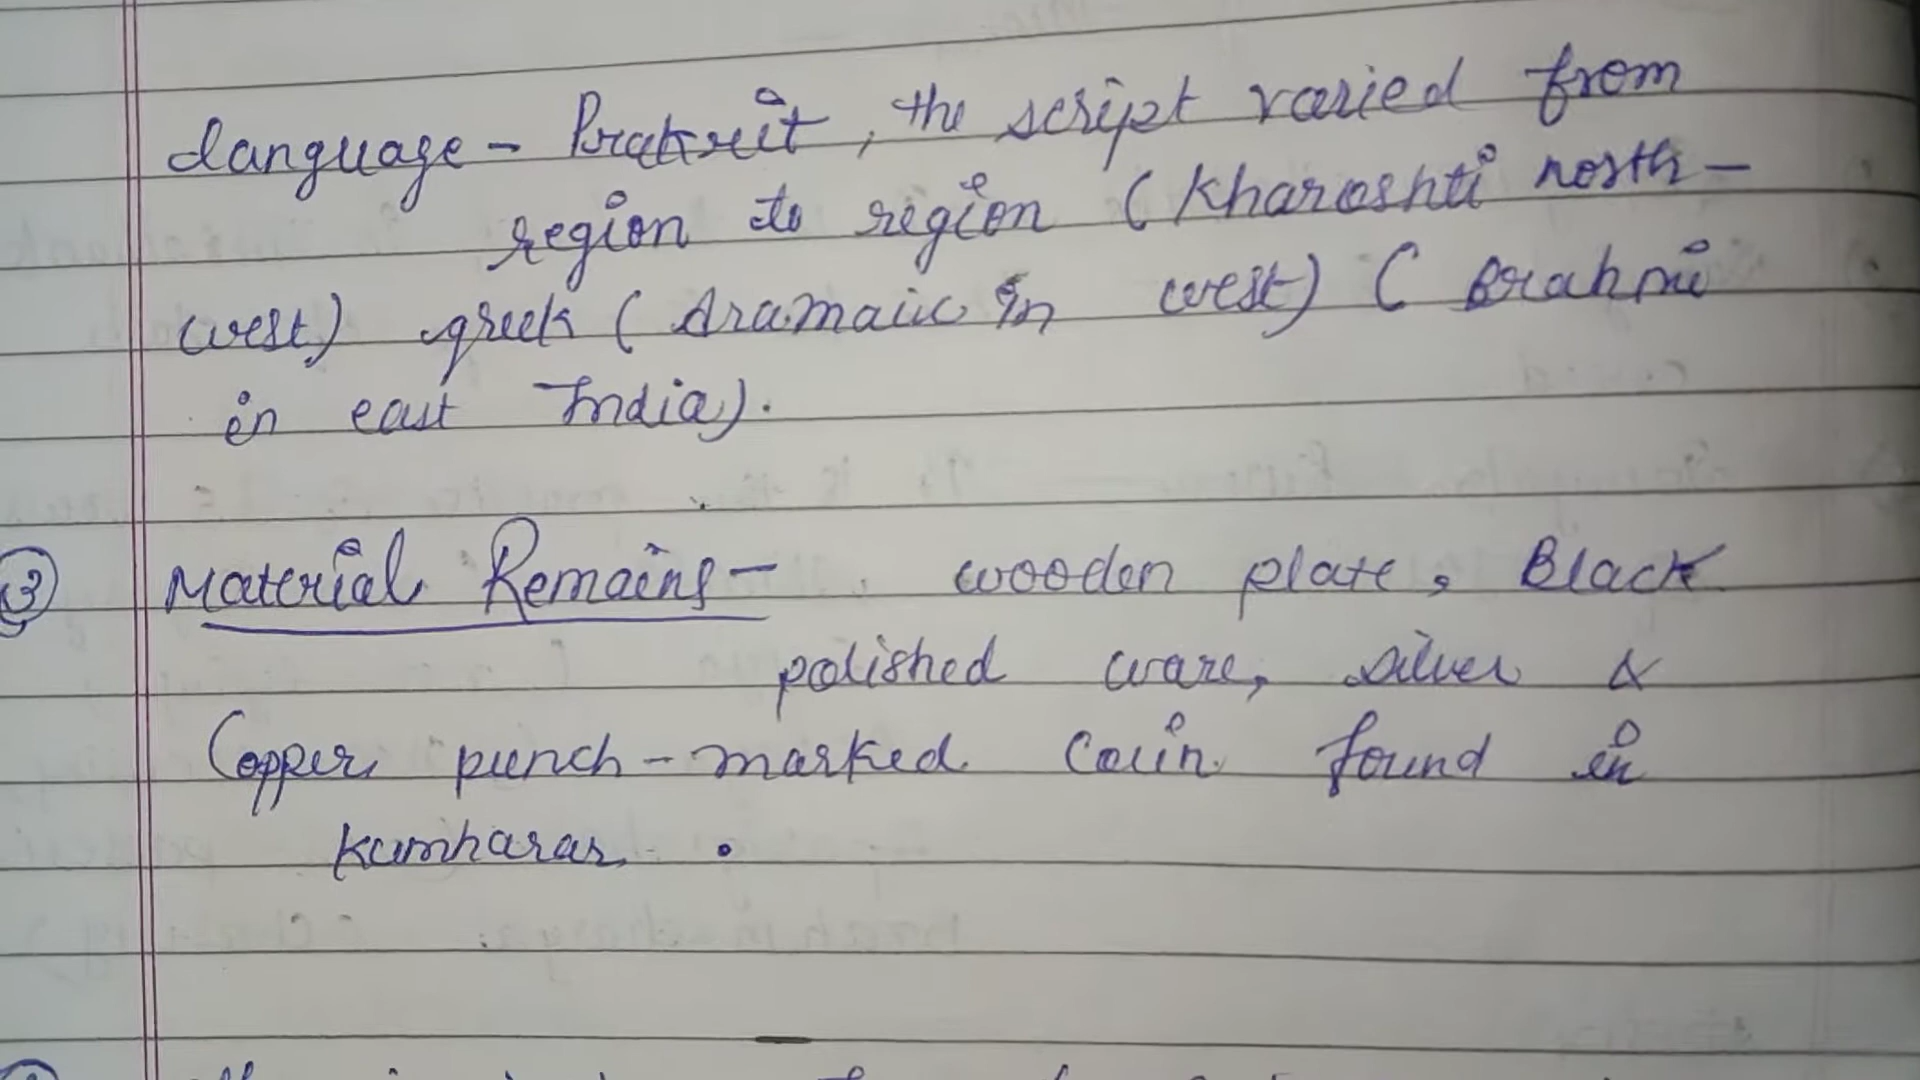 Language - Prakrit, the script varied from
region to region (Kharoshti north-
west) greek (Aramaic in west) ( Brahmi
in east India).
③ Material Remains - wooden plate, Black
polished ware, silver &
Copper punch-marked Coin found in
kumharar.